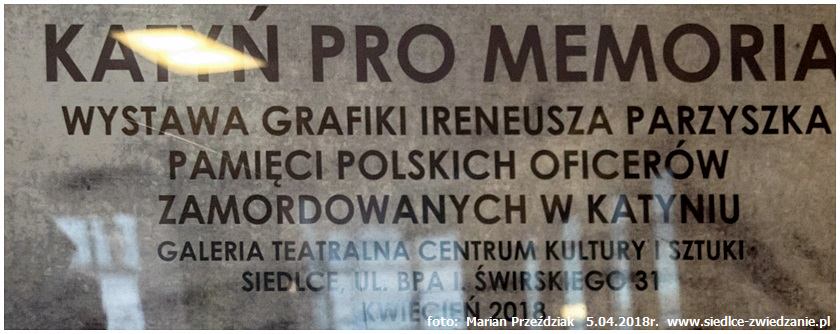 KATYŃ PRO MEMORIA
WYSTAWA GRAFIKI IRENEUSZA PARZYSZKA
PAMIĘCI POLSKICH OFICERÓW
ZAMORDOWANYCH W KATYNIU
GALERIA TEATRALNA CENTRUM KULTURY I SZTUKI
SIEDLCE, UL. BPA I. ŚWIRSKIEGO 31
KWIECIEŃ 2018
foto: Marian Przeździak 5.04.2018r. www.siedlce-zwiedzanie.pl